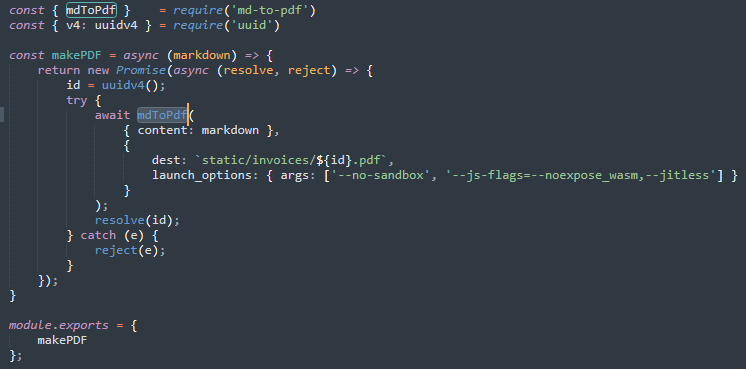 const { mdToPdf }    = require('md-to-pdf')
const { v4: uuidv4 } = require('uuid')

const makePDF = async (markdown) => {
    return new Promise(async (resolve, reject) => {
        id = uuidv4();
        try {
            await mdToPdf(
                { content: markdown },
                {
                    dest: `static/invoices/${id}.pdf`,
                    launch_options: { args: ['--no-sandbox', '--js-flags=--noexpose_wasm,--jitless'] }
                }
            );
            resolve(id);
        } catch (e) {
            reject(e);
        }
    });
}

module.exports = {
    makePDF
};